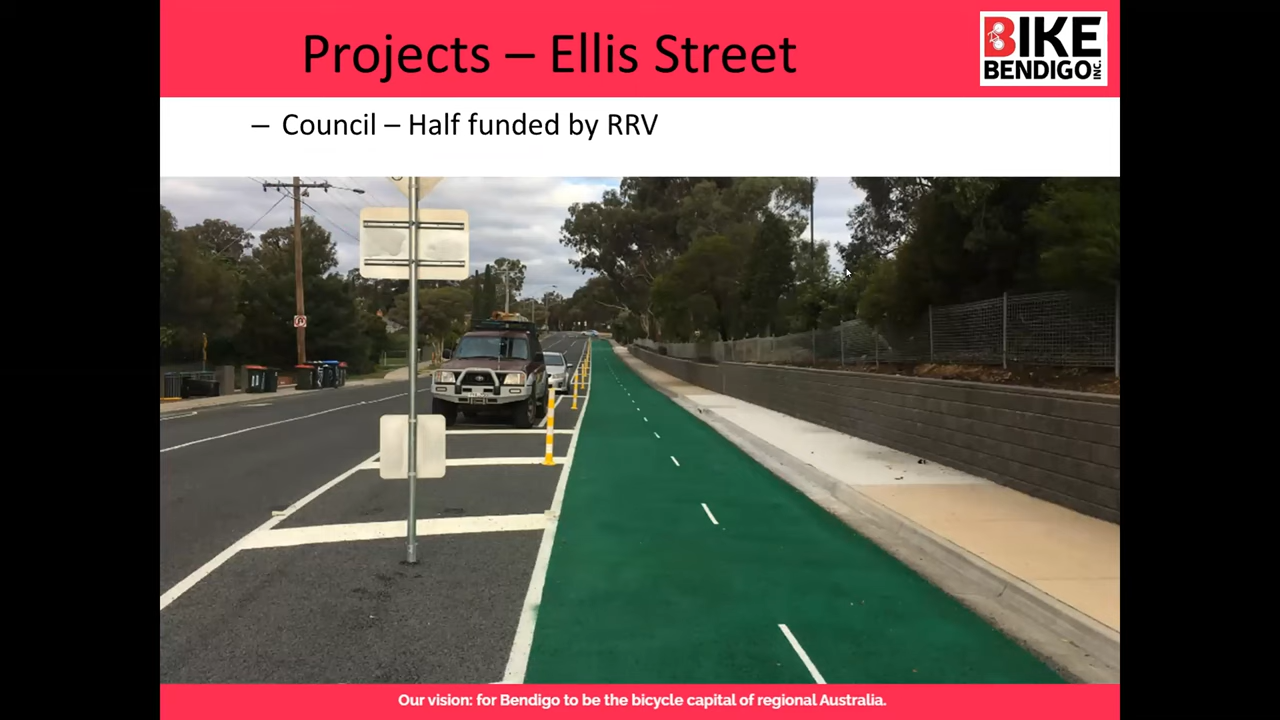 Projects – Ellis Street
BIKE
BENDIGO INC.
– Council – Half funded by RRV
Our vision: for Bendigo to be the bicycle capital of regional Australia.